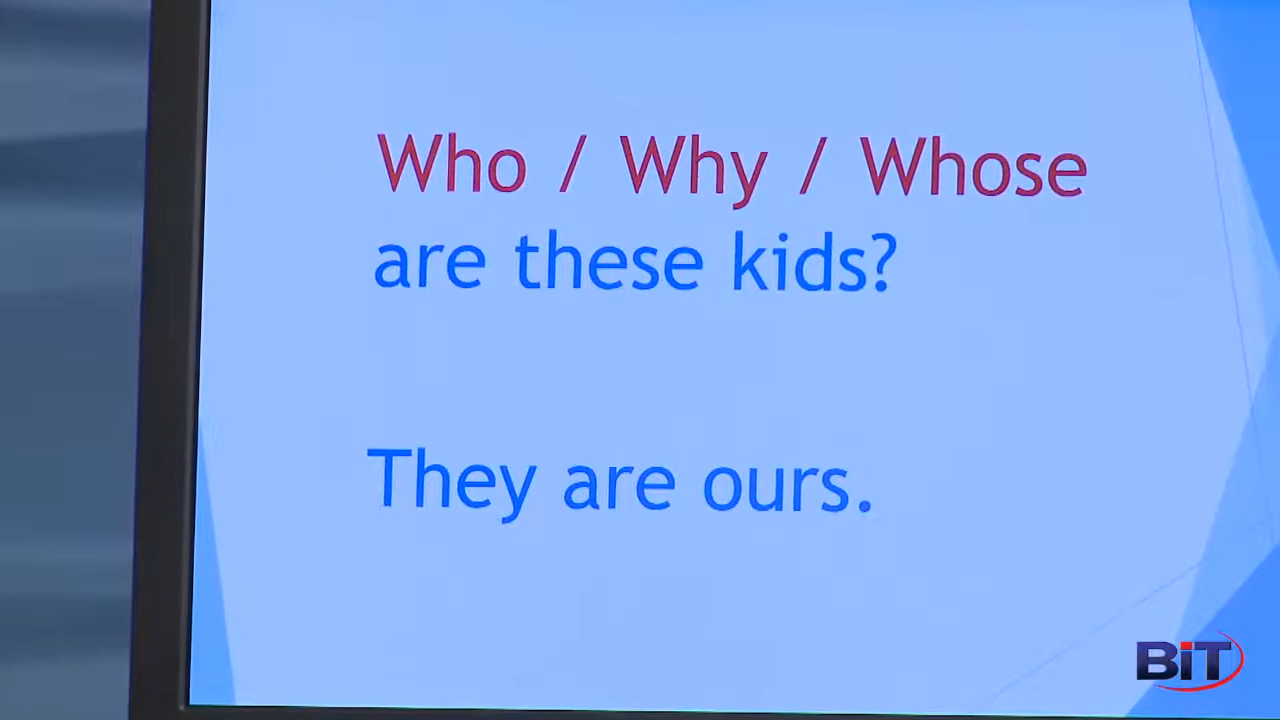 Who / Why / Whose
are these kids?
They are ours.
BiT